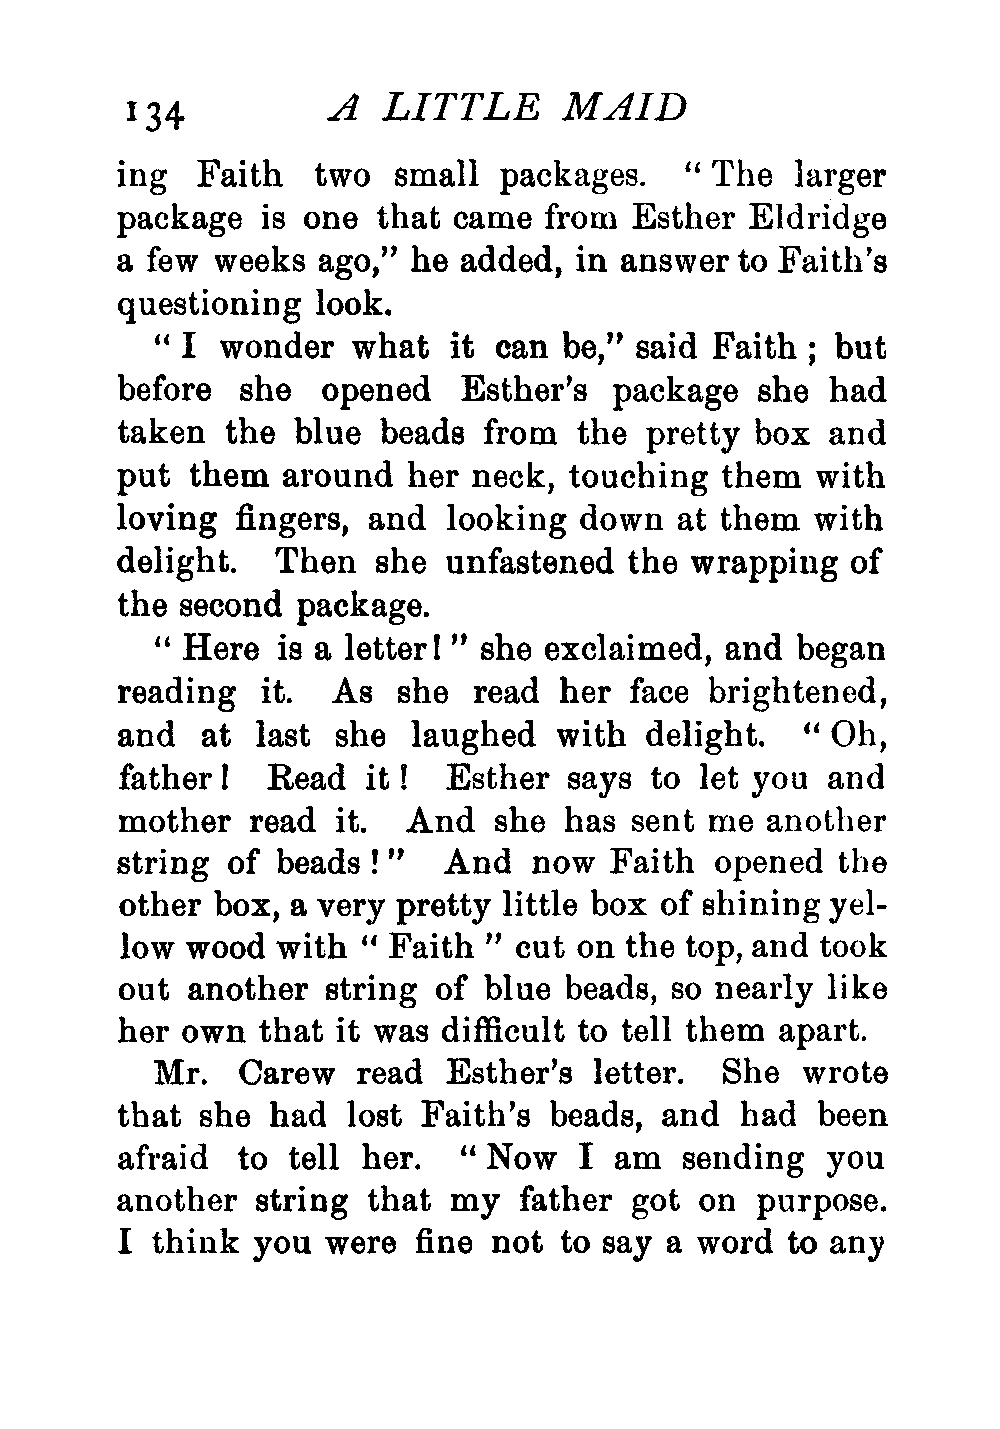 134 A LITTLE MAID
ing Faith two small packages. “ The larger
package is one that came from Esther Eldridge
a few weeks ago,” he added, in answer to Faith’s
questioning look.
“ I wonder what it can be,” said Faith ; but
before she opened Esther’s package she had
taken the blue beads from the pretty box and
put them around her neck, touching them with
loving fingers, and looking down at them with
delight. Then she unfastened the wrapping of
the second package.
“ Here is a letter! ” she exclaimed, and began
reading it. As she read her face brightened,
and at last she laughed with delight. “ Oh,
father! Read it! Esther says to let you and
mother read it. And she has sent me another
string of beads ! ” And now Faith opened the
other box, a very pretty little box of shining yel-
low wood with “ Faith ” cut on the top, and took
out another string of blue beads, so nearly like
her own that it was difficult to tell them apart.
Mr. Carew read Esther’s letter. She wrote
that she had lost Faith’s beads, and had been
afraid to tell her. “ Now I am sending you
another string that my father got on purpose.
I think you were fine not to say a word to any